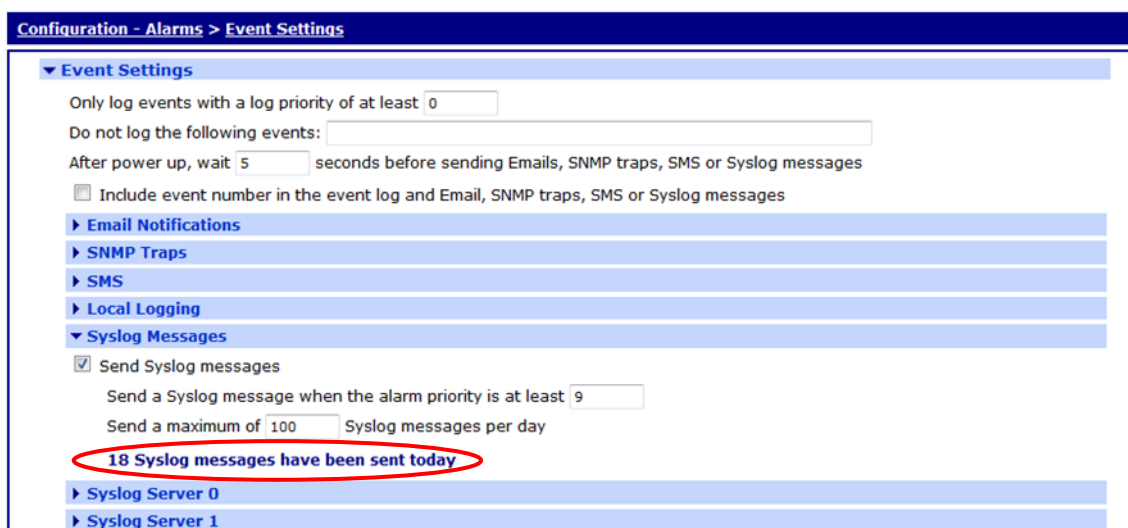 Configuration - Alarms > Event Settings
Event Settings
Only log events with a log priority of at least 0
Do not log the following events:
After power up, wait 5 seconds before sending Emails, SNMP traps, SMS or Syslog messages
Include event number in the event log and Email, SNMP traps, SMS or Syslog messages
Email Notifications
SNMP Traps
SMS
Local Logging
Syslog Messages
Send Syslog messages
Send a Syslog message when the alarm priority is at least 9
Send a maximum of 100 Syslog messages per day
18 Syslog messages have been sent today
Syslog Server 0
Syslog Server 1